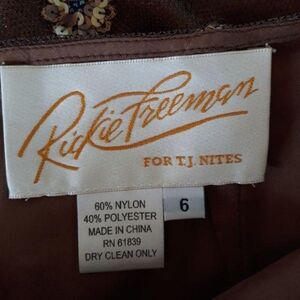 Rickie Freeman
FOR T.J. NITES
60% NYLON
40% POLYESTER
MADE IN CHINA
RN 61839
DRY CLEAN ONLY
6